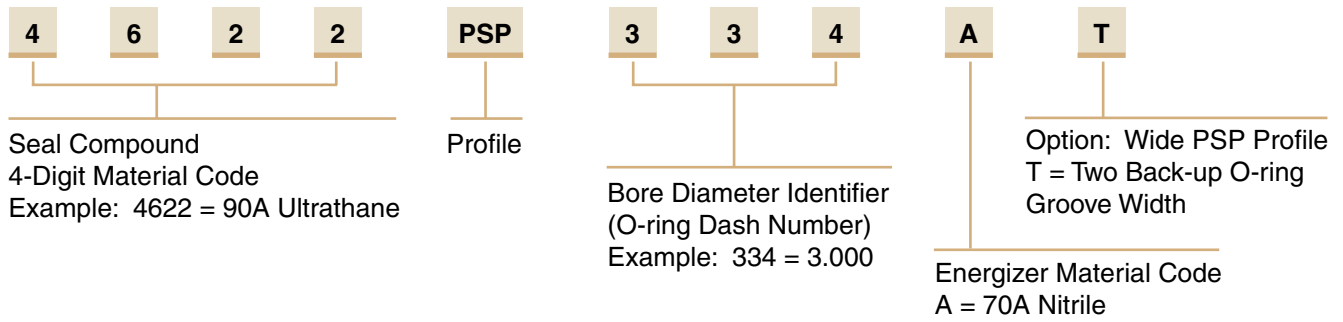 4 6 2 2 PSP 3 3 4 A T
Seal Compound
4-Digit Material Code
Example: 4622 = 90A Ultrathane
Profile
Bore Diameter Identifier
(O-ring Dash Number)
Example: 334 = 3.000
Option: Wide PSP Profile
T = Two Back-up O-ring
Groove Width
Energizer Material Code
A = 70A Nitrile